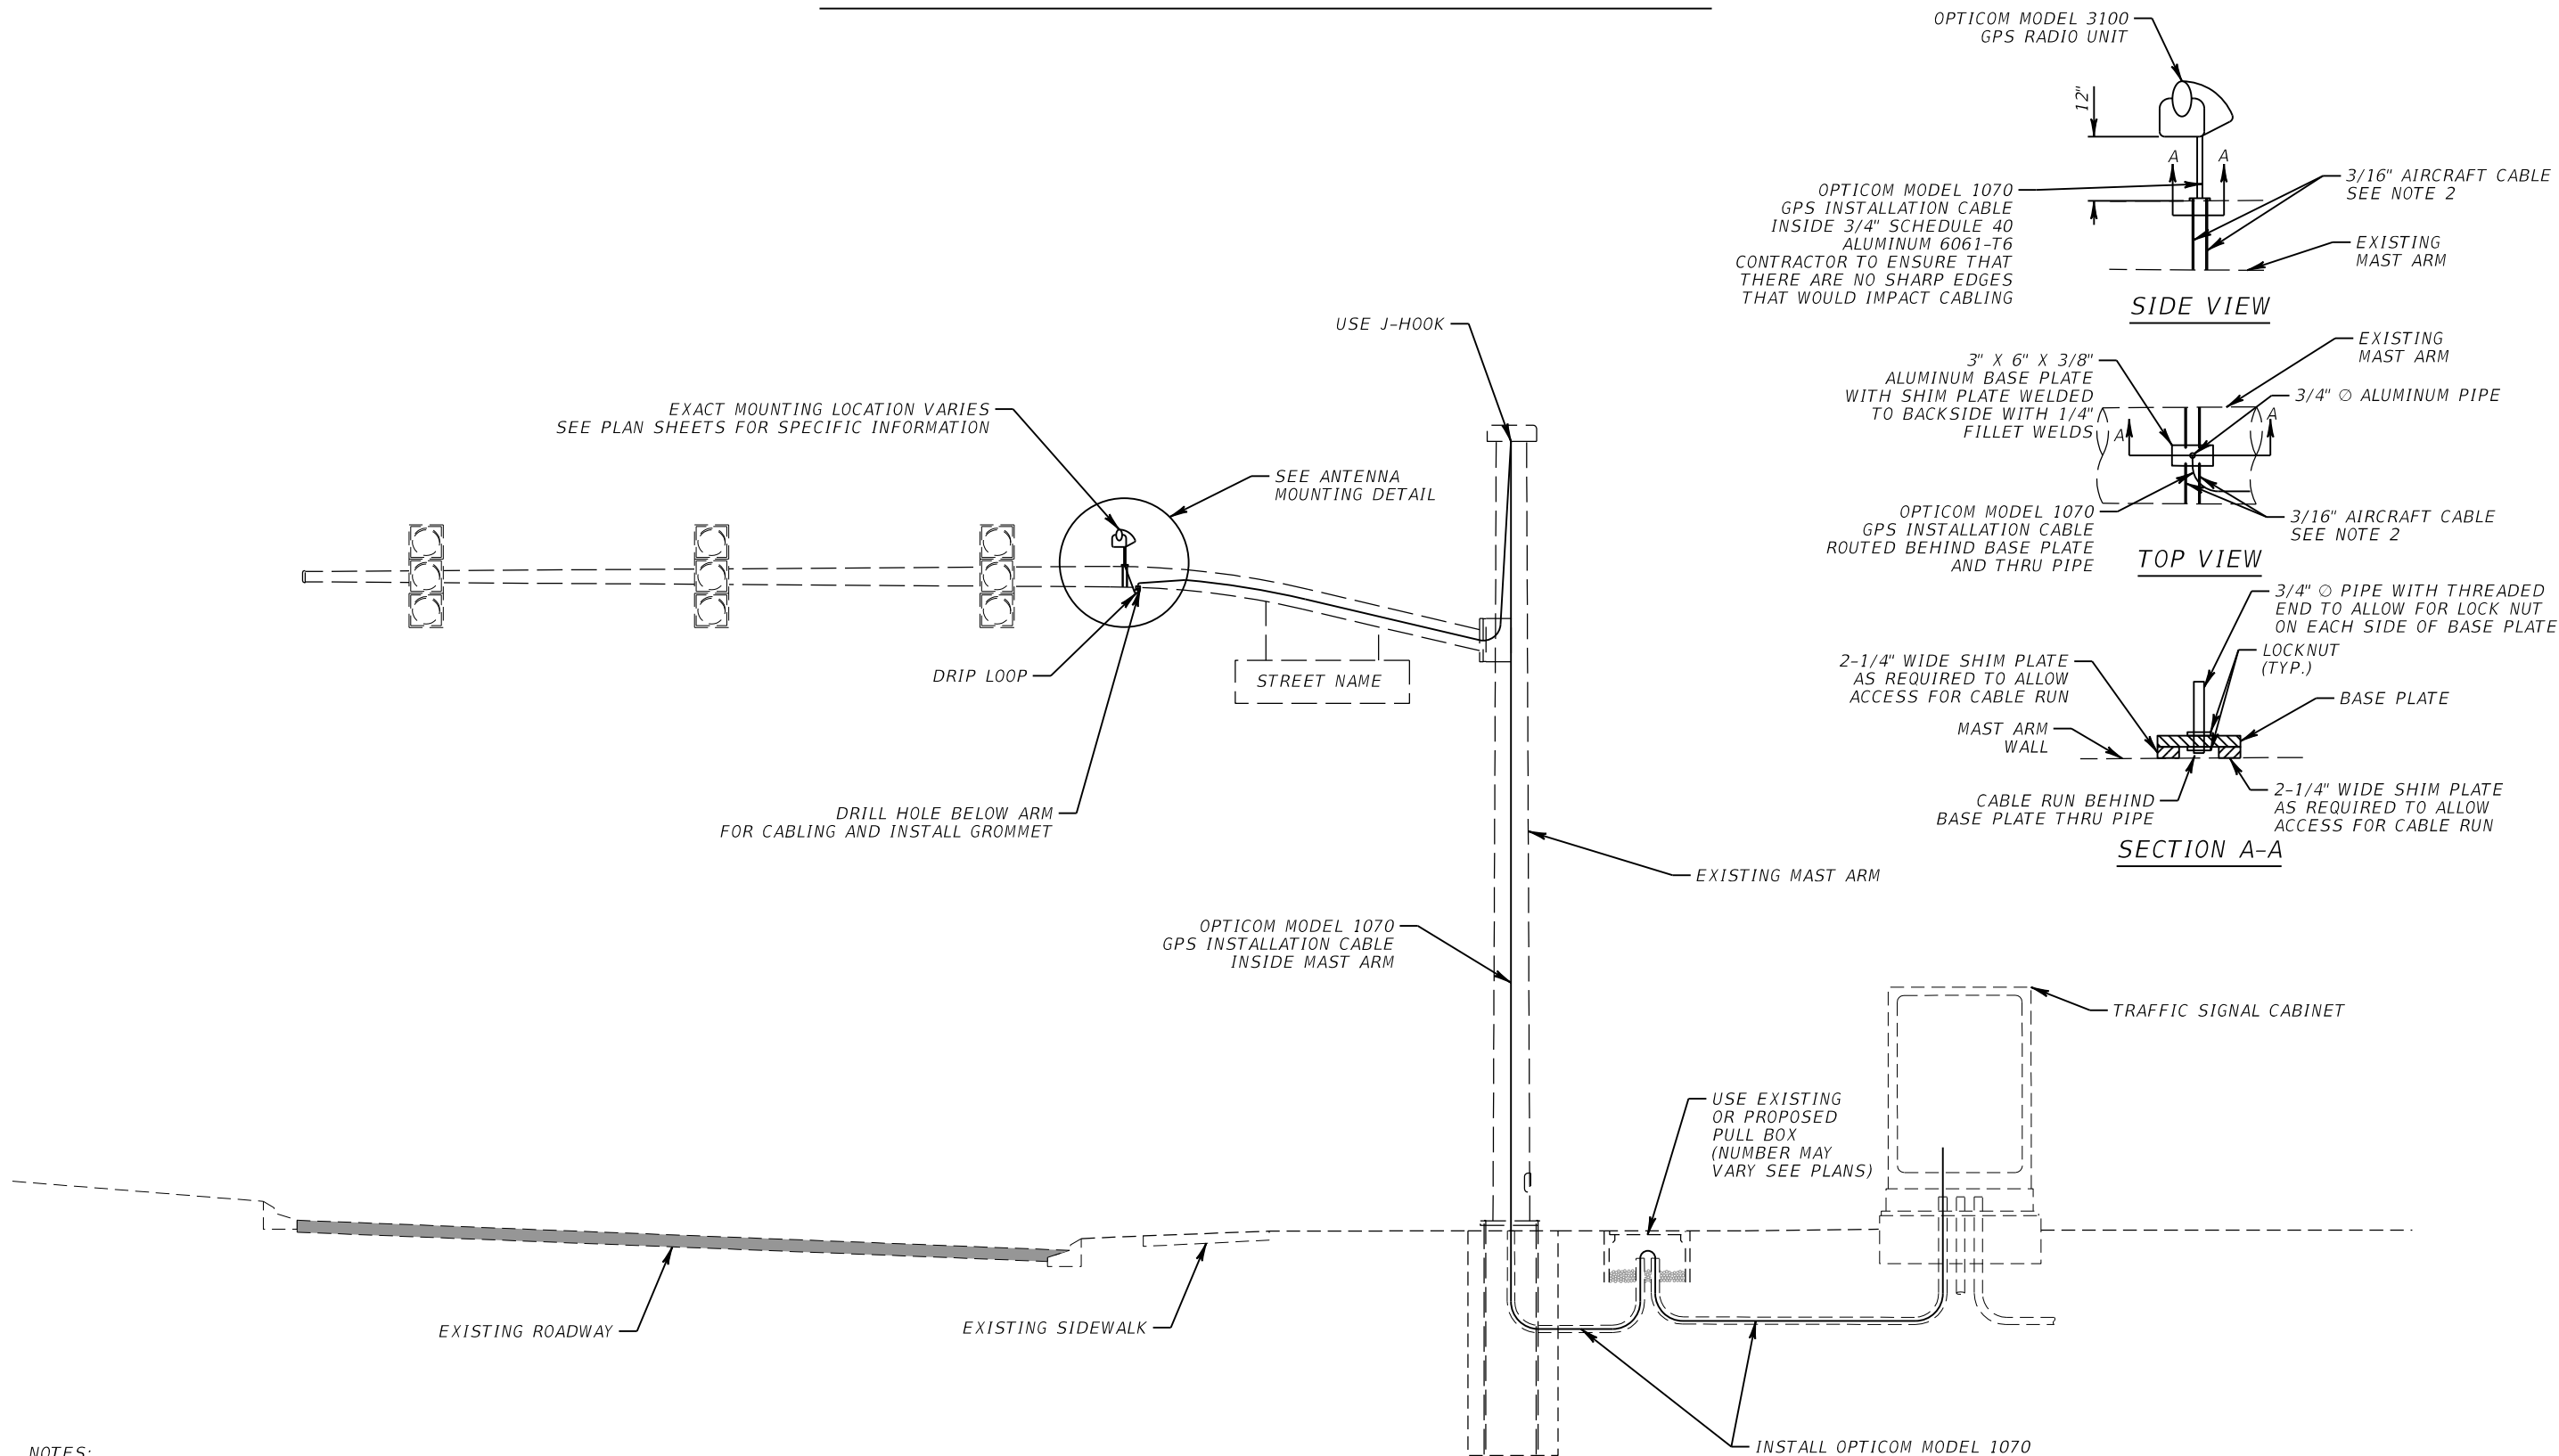 OPTICOM MODEL 3100
GPS RADIO UNIT
12"
A
A
OPTICOM MODEL 1070
GPS INSTALLATION CABLE
INSIDE 3/4" SCHEDULE 40
ALUMINUM 6061-T6
CONTRACTOR TO ENSURE THAT
THERE ARE NO SHARP EDGES
THAT WOULD IMPACT CABLING
3/16" AIRCRAFT CABLE
SEE NOTE 2
EXISTING
MAST ARM
SIDE VIEW
USE J-HOOK
EXISTING
MAST ARM
3" X 6" X 3/8"
ALUMINUM BASE PLATE
WITH SHIM PLATE WELDED
TO BACKSIDE WITH 1/4"
FILLET WELDS
3/4" ∅ ALUMINUM PIPE
A
A
EXACT MOUNTING LOCATION VARIES
SEE PLAN SHEETS FOR SPECIFIC INFORMATION
SEE ANTENNA
MOUNTING DETAIL
OPTICOM MODEL 1070
GPS INSTALLATION CABLE
ROUTED BEHIND BASE PLATE
AND THRU PIPE
3/16" AIRCRAFT CABLE
SEE NOTE 2
TOP VIEW
3/4" ∅ PIPE WITH THREADED
END TO ALLOW FOR LOCK NUT
ON EACH SIDE OF BASE PLATE
LOCKNUT
(TYP.)
2-1/4" WIDE SHIM PLATE
AS REQUIRED TO ALLOW
ACCESS FOR CABLE RUN
BASE PLATE
MAST ARM
WALL
DRIP LOOP
STREET NAME
2-1/4" WIDE SHIM PLATE
AS REQUIRED TO ALLOW
ACCESS FOR CABLE RUN
CABLE RUN BEHIND
BASE PLATE THRU PIPE
SECTION A-A
DRILL HOLE BELOW ARM
FOR CABLING AND INSTALL GROMMET
EXISTING MAST ARM
OPTICOM MODEL 1070
GPS INSTALLATION CABLE
INSIDE MAST ARM
TRAFFIC SIGNAL CABINET
USE EXISTING
OR PROPOSED
PULL BOX
(NUMBER MAY
VARY SEE PLANS)
EXISTING ROADWAY
EXISTING SIDEWALK
INSTALL OPTICOM MODEL 1070
NOTES: